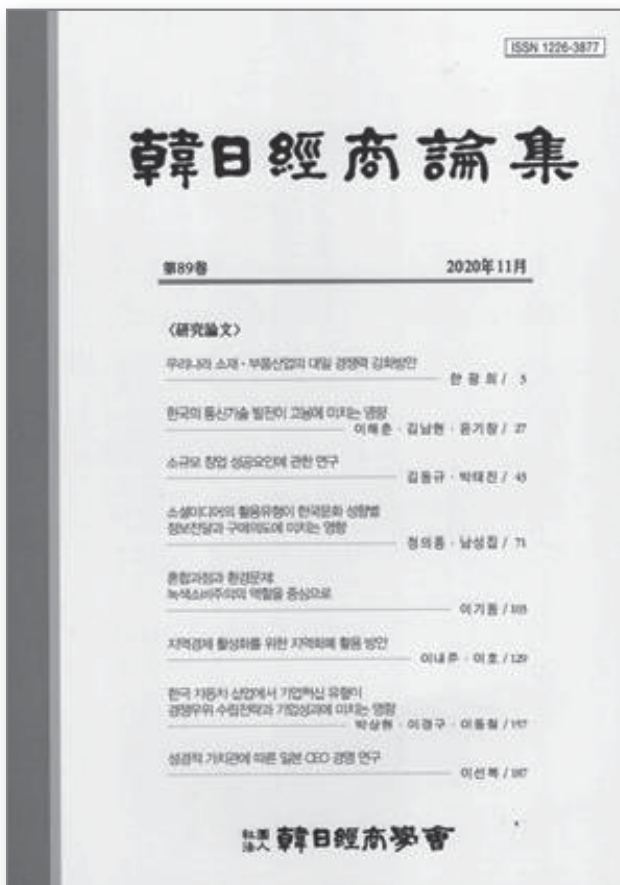 ISSN 1226-3877
韓日經商論集
第89卷 2020年11月
〈硏究論文〉
우리나라 소재・부품산업의 대일 경쟁력 강화방안
한 광 희 / 3
한국의 통신기술 발전이 고용에 미치는 영향
이해춘 · 김남현 · 윤기창 / 27
소규모 창업 성공요인에 관한 연구
김동규 · 박태진 / 45
소셜미디어의 활용유형이 한국문화 성향별
정보전달과 구매의도에 미치는 영향
정의홍 · 남성집 / 71
혼합과점과 환경문제:
녹색소비주의의 역할을 중심으로
이기동 / 103
지역경제 활성화를 위한 지역화폐 활용 방안
이내주 · 이호 / 129
한국 자동차 산업에서 기업혁신 유형이
경쟁우위 수립전략과 기업성과에 미치는 영향
박상현 · 이경구 · 이동철 / 157
성경적 가치관에 따른 일본 CEO 경영 연구
이선복 / 187
社團法人 韓日經商學會